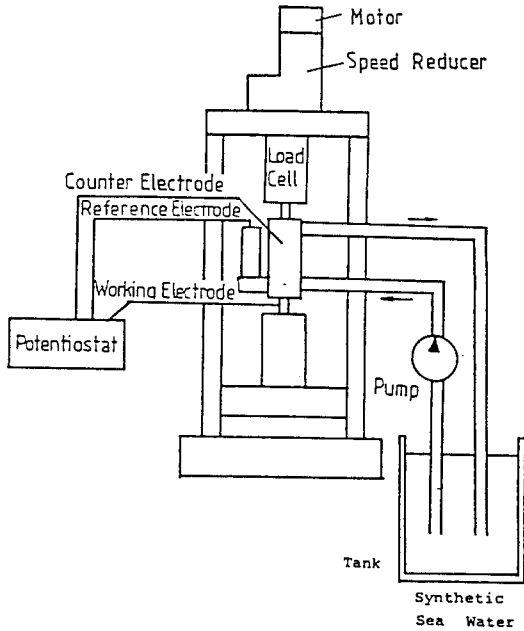 Motor
Speed Reducer
Load
Cell
Counter Electrode
Reference Electrode
Working Electrode
Potentiostat
Pump
Tank
Synthetic
Sea Water